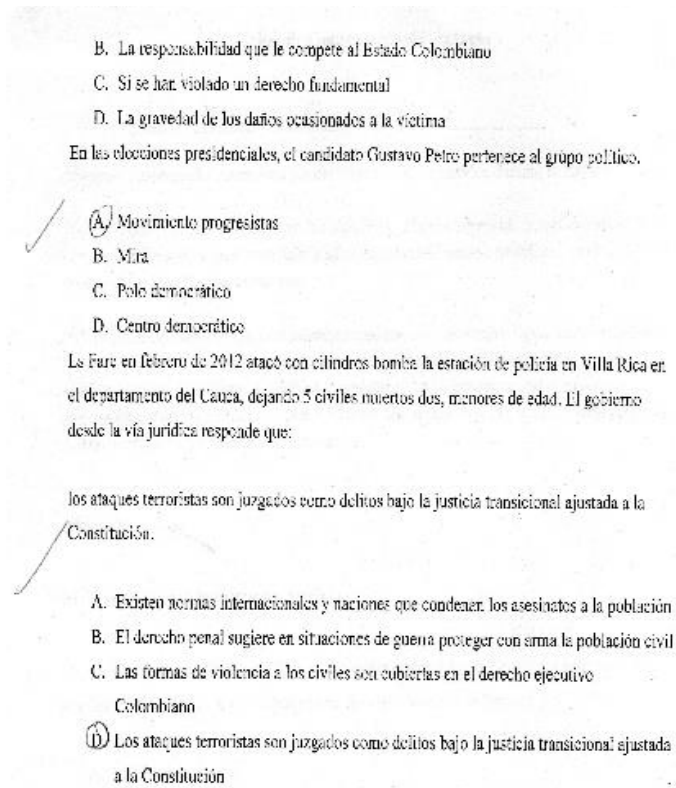 B. La responsabilidad que le compete al Estado Colombiano
C. Si se han violado un derecho fundamental
D. La gravedad de los daños ocasionados a la víctima
En las elecciones presidenciales, el candidato Gustavo Petro pertenece al grupo político.
A. Movimiento progresistas
B. Mira
C. Polo democrático
D. Centro democrático
La Farc en febrero de 2012 atacó con cilindros bomba la estación de policía en Villa Rica en
el departamento del Cauca, dejando 5 civiles muertos dos, menores de edad. El gobierno
desde la vía jurídica responde que:
los ataques terroristas son juzgados como delitos bajo la justicia transicional ajustada a la
Constitución.
A. Existen normas internacionales y naciones que condenan los asesinatos a la población
B. El derecho penal sugiere en situaciones de guerra proteger con arma la población civil
C. Las formas de violencia a los civiles son cubiertas en el derecho ejecutivo
Colombiano
D. Los ataques terroristas son juzgados como delitos bajo la justicia transicional ajustada
a la Constitución